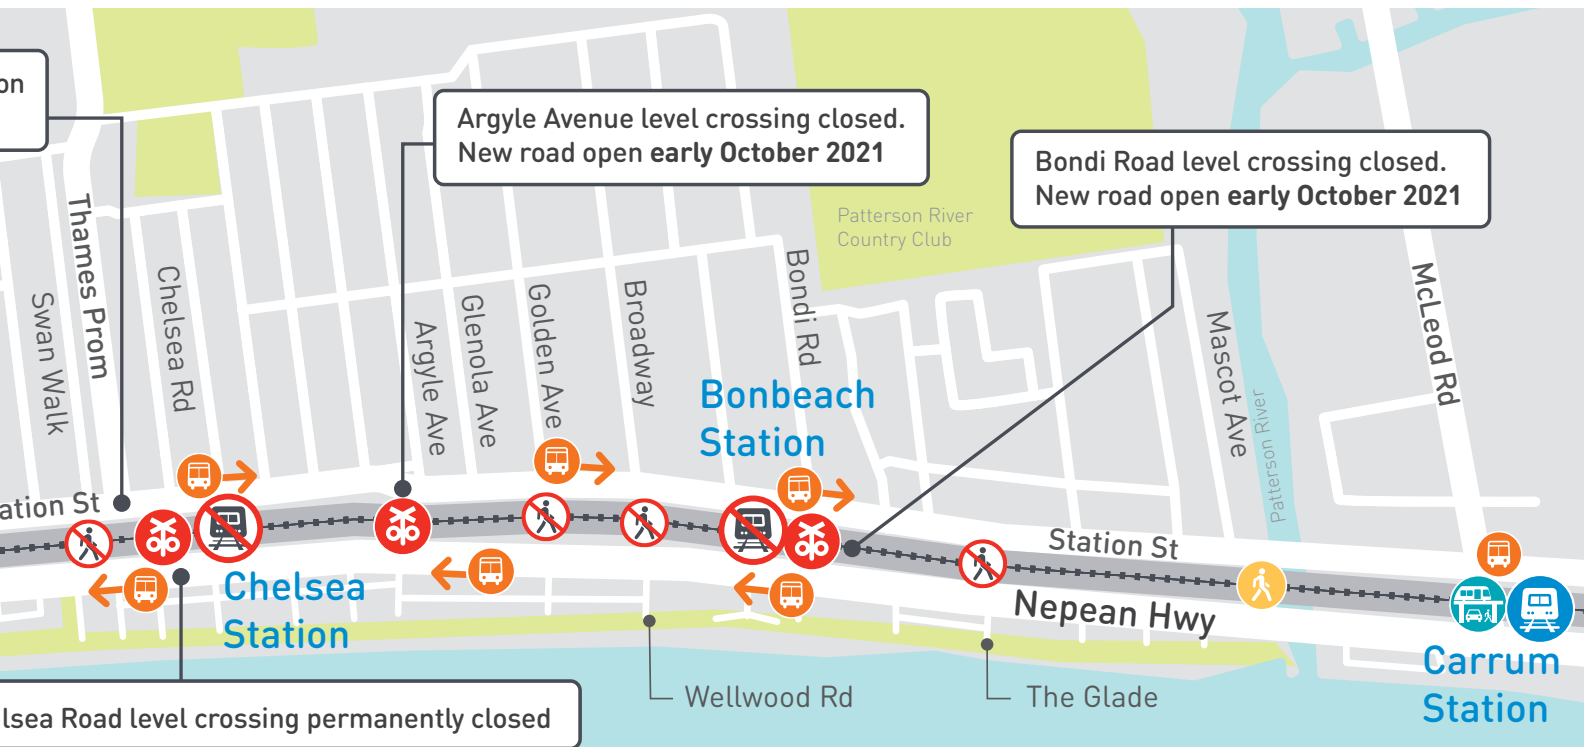 on
Argyle Avenue level crossing closed.
New road open early October 2021
Bondi Road level crossing closed.
New road open early October 2021
Patterson River
Country Club
Thames Prom
Swan Walk
Chelsea Rd
Argyle Ave
Glenola Ave
Golden Ave
Broadway
Bondi Rd
Mascot Ave
Patterson River
McLeod Rd
Bonbeach
Station
ation St
Station St
Chelsea
Station
Nepean Hwy
Carrum
Station
Wellwood Rd
The Glade
lsea Road level crossing permanently closed